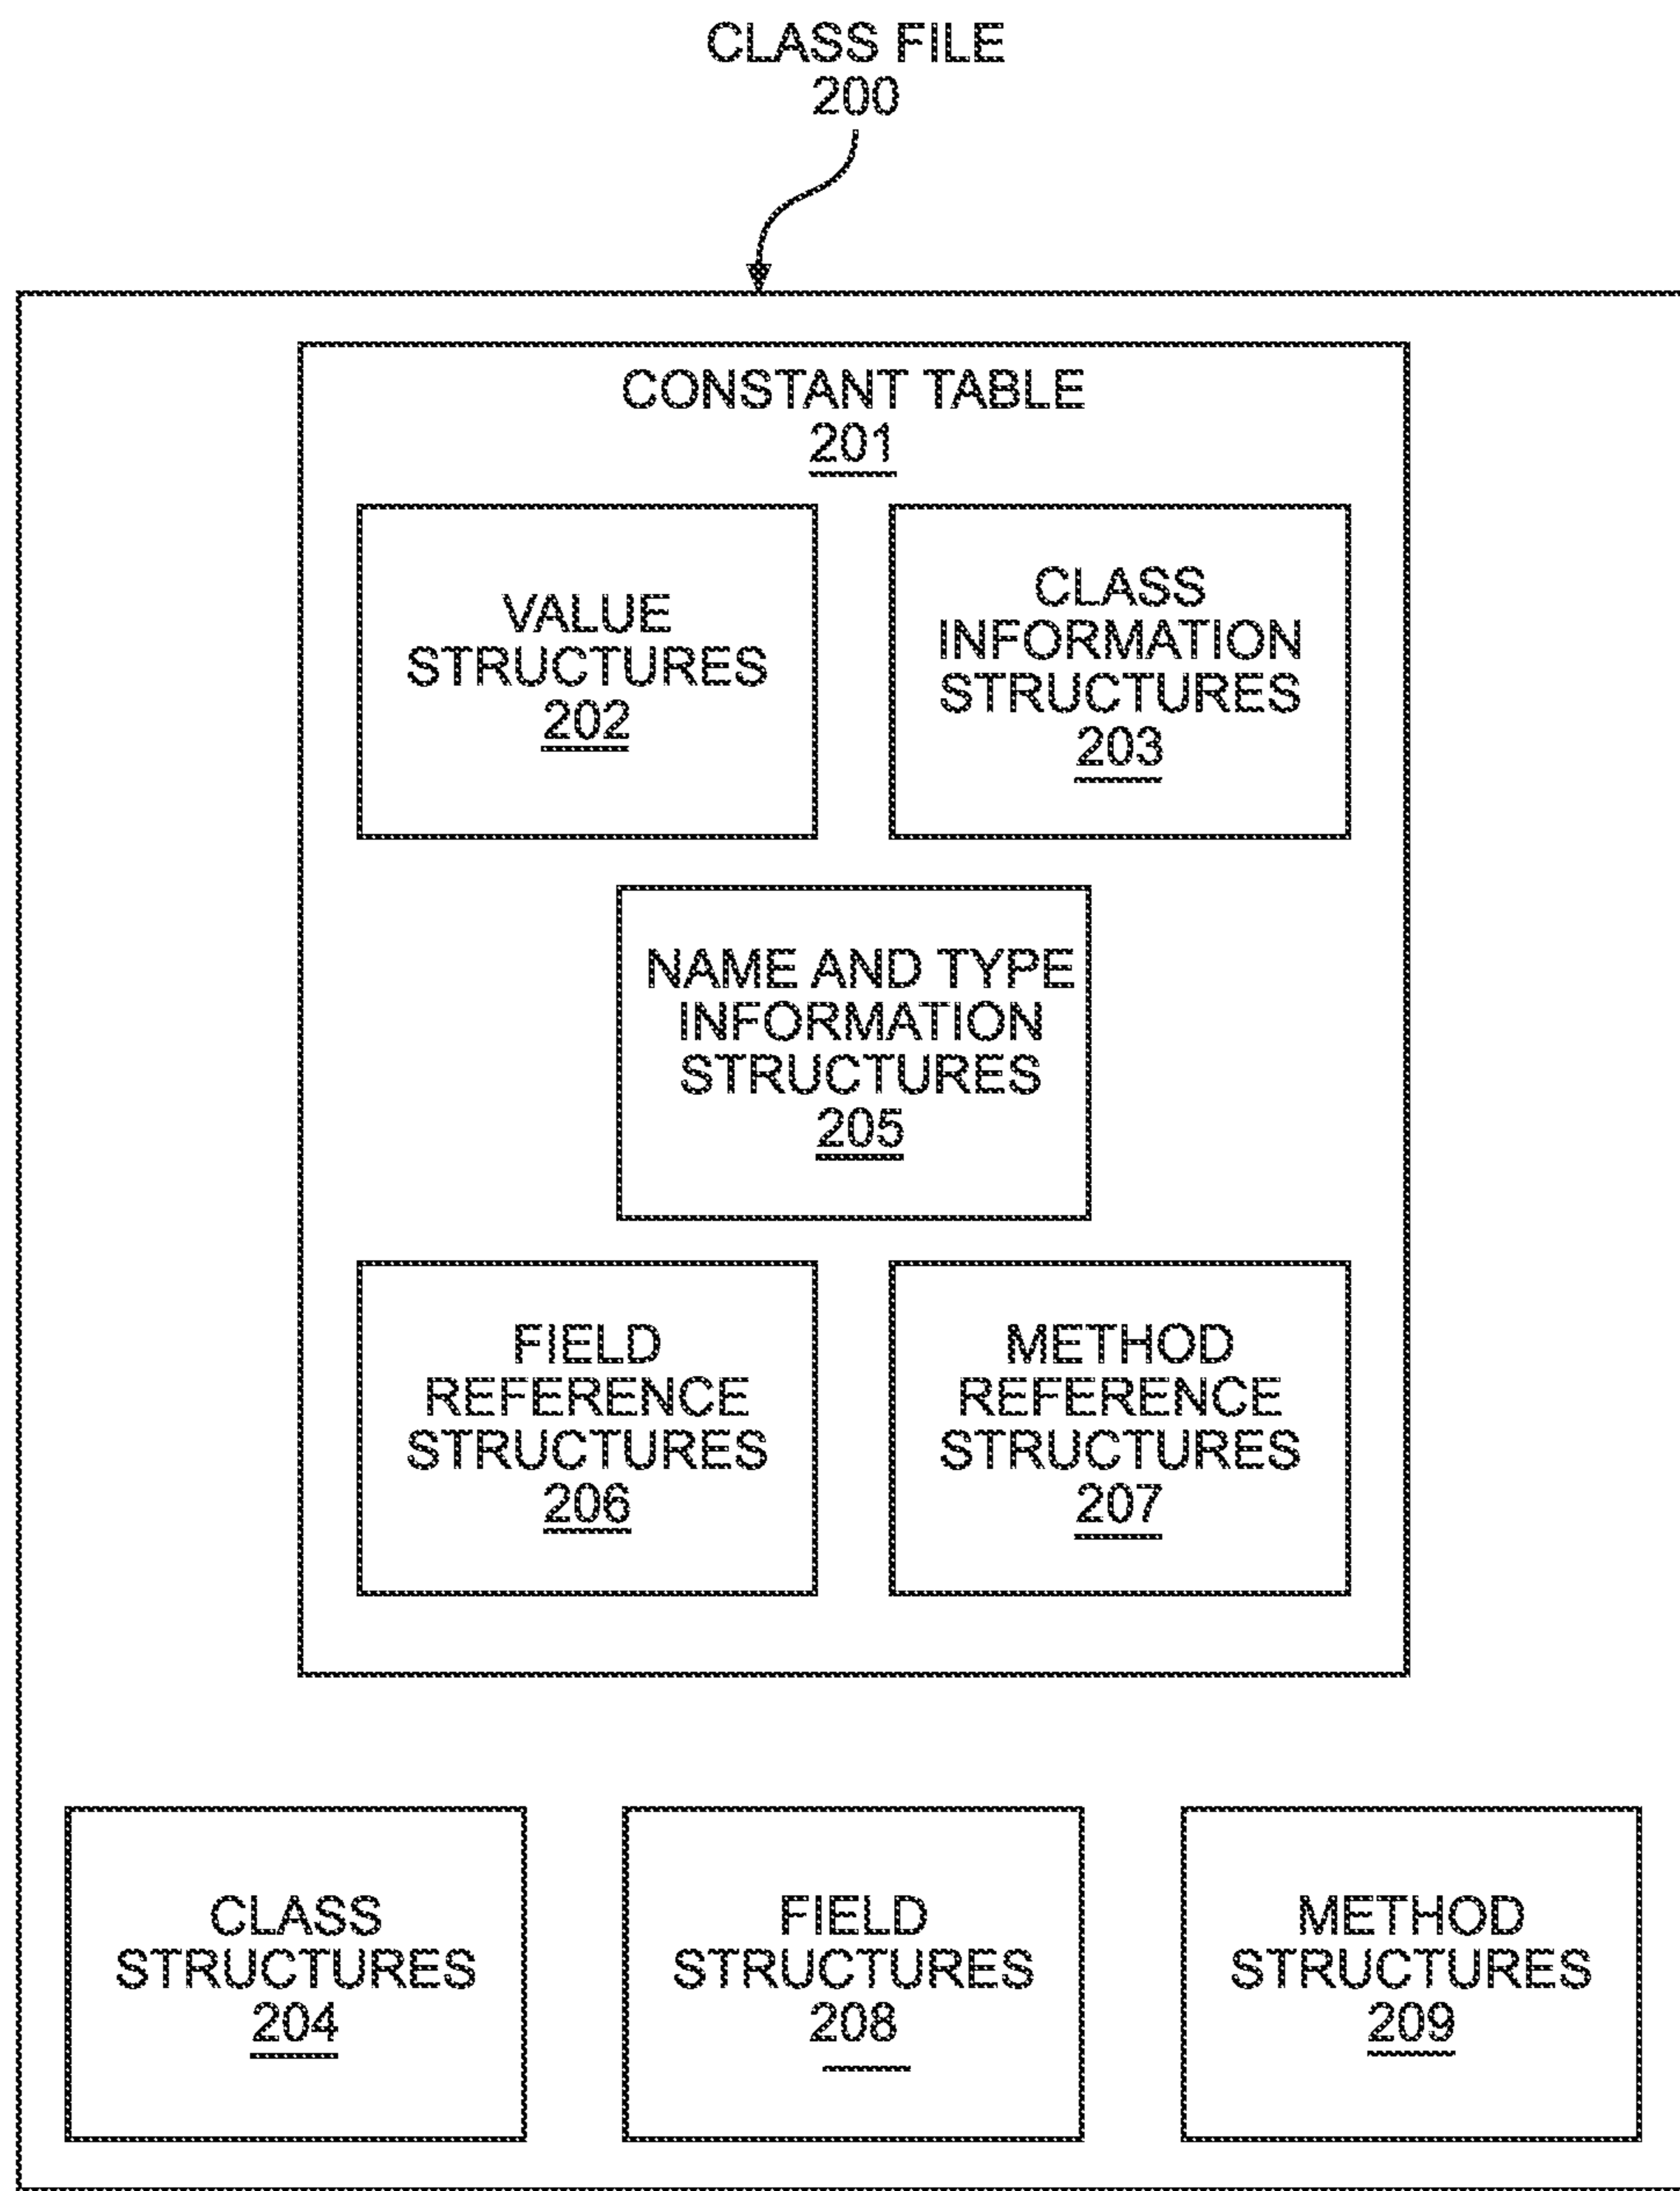 CLASS FILE
200
CONSTANT TABLE
201
VALUE
STRUCTURES
202
CLASS
INFORMATION
STRUCTURES
203
NAME AND TYPE
INFORMATION
STRUCTURES
205
FIELD
REFERENCE
STRUCTURES
206
METHOD
REFERENCE
STRUCTURES
207
CLASS
STRUCTURES
204
FIELD
STRUCTURES
208
METHOD
STRUCTURES
209